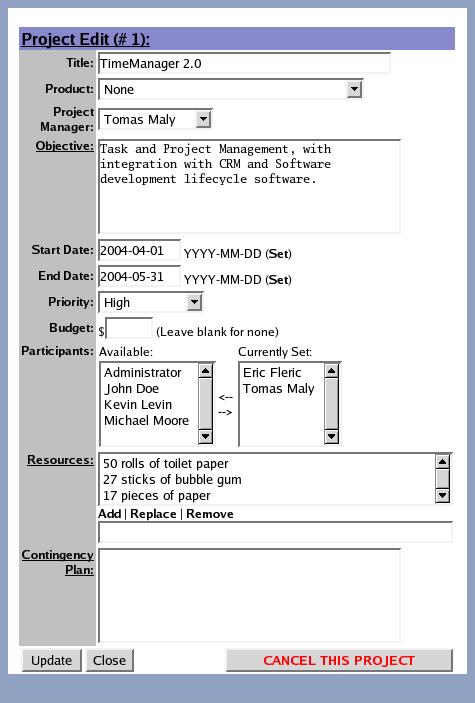 Project Edit (# 1):
Title: TimeManager 2.0
Product: None
Project Manager: Tomas Maly
Objective: Task and Project Management, with
integration with CRM and Software
development lifecycle software.
Start Date: 2004-04-01 YYYY-MM-DD (Set)
End Date: 2004-05-31 YYYY-MM-DD (Set)
Priority: High
Budget: $ (Leave blank for none)
Participants: Available: Currently Set:
Administrator Eric Fleric
John Doe Tomas Maly
Kevin Levin <--
Michael Moore -->
Resources: 50 rolls of toilet paper
27 sticks of bubble gum
17 pieces of paper
Add | Replace | Remove
Contingency
Plan:
Update Close CANCEL THIS PROJECT